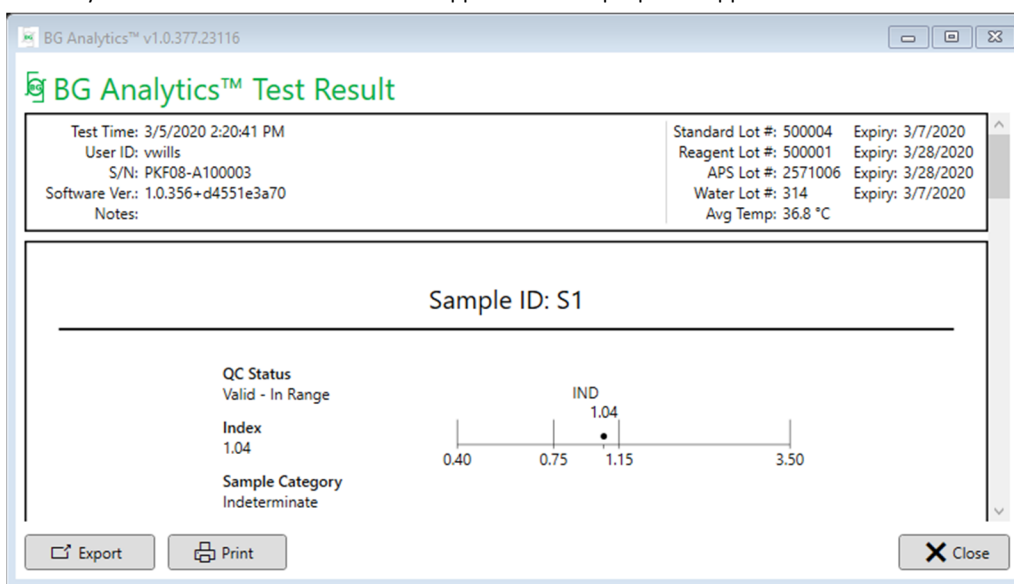 BG Analytics™ v1.0.377.23116
BG Analytics™ Test Result
Test Time: 3/5/2020 2:20:41 PM
User ID: vwills
S/N: PKF08-A100003
Software Ver.: 1.0.356+d4551e3a70
Notes:
Standard Lot #: 500004 Expiry: 3/7/2020
Reagent Lot #: 500001 Expiry: 3/28/2020
APS Lot #: 2571006 Expiry: 3/28/2020
Water Lot #: 314 Expiry: 3/7/2020
Avg Temp: 36.8 °C
Sample ID: S1
QC Status
Valid - In Range
Index
1.04
Sample Category
Indeterminate
IND
1.04
0.40 0.75 1.15 3.50
Export
Print
Close